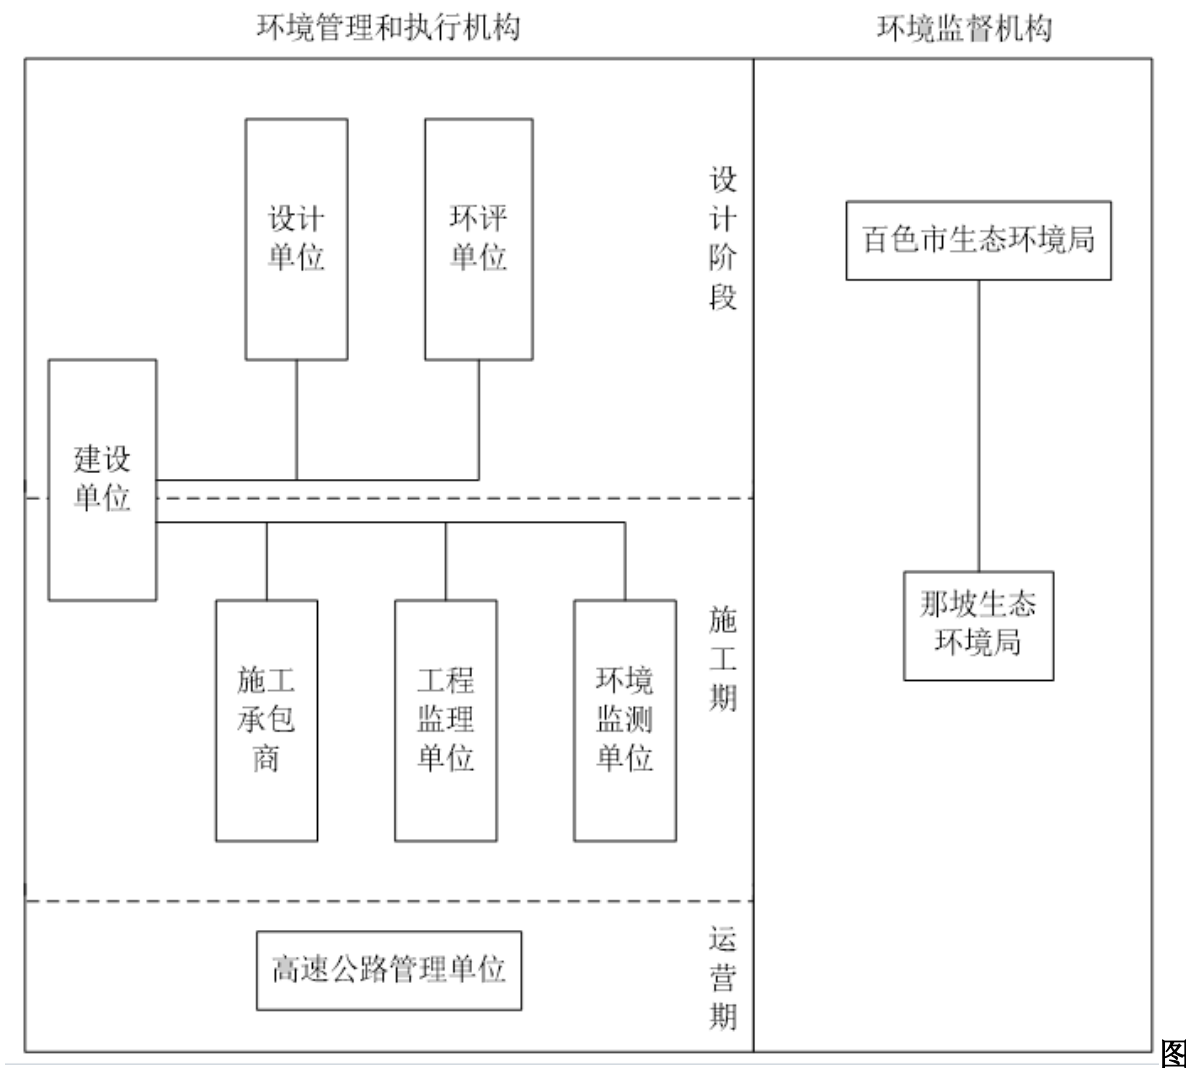 环境管理和执行机构
环境监督机构
设计
单位
环评
单位
设
计
阶
段
百色市生态环境局
建设
单位
施工
承包
商
工程
监理
单位
环境
监测
单位
施
工
期
那坡生态
环境局
高速公路管理单位
运
营
期
图